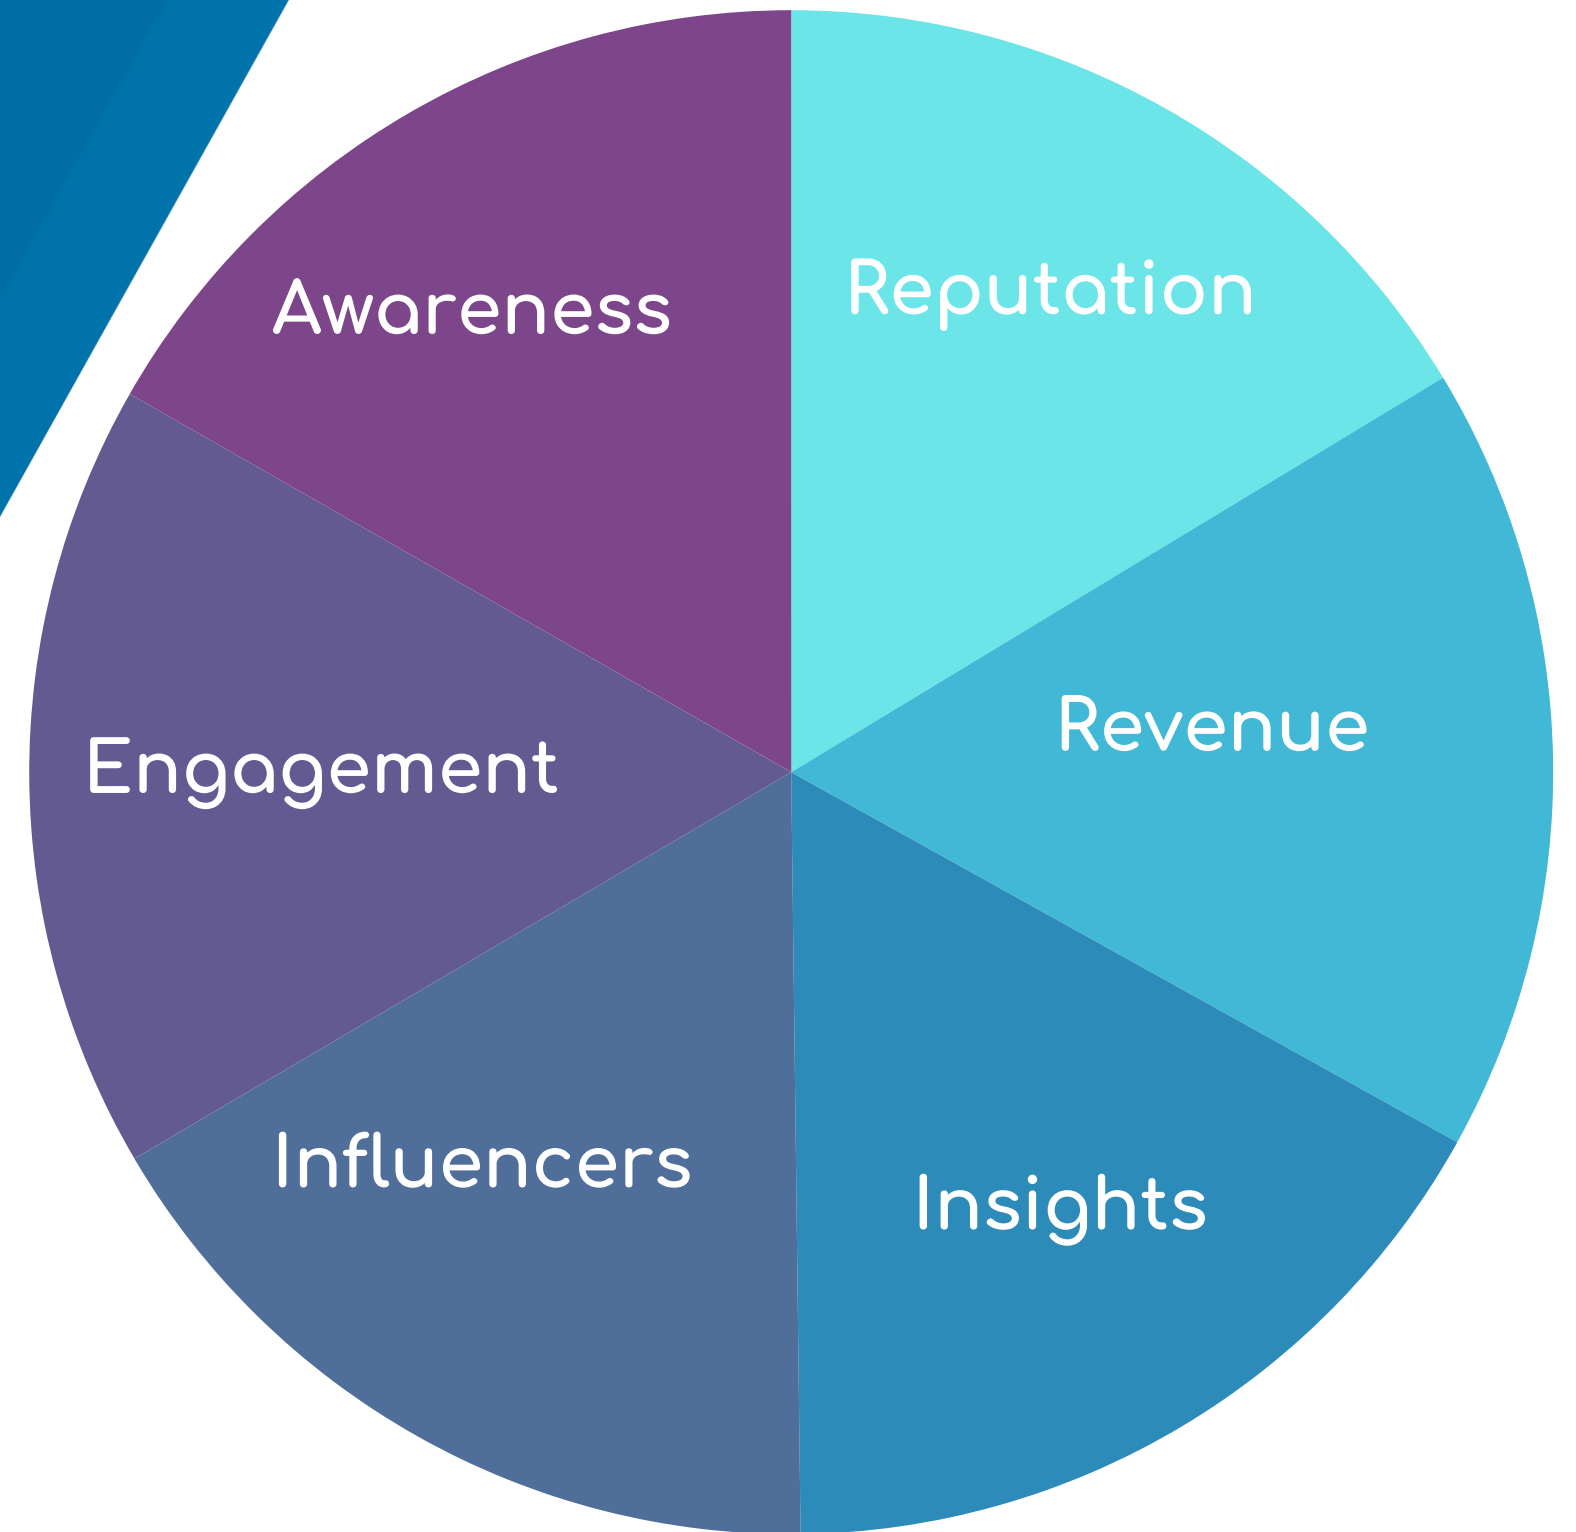 Reputation
Awareness
Revenue
Engagement
Influencers
Insights